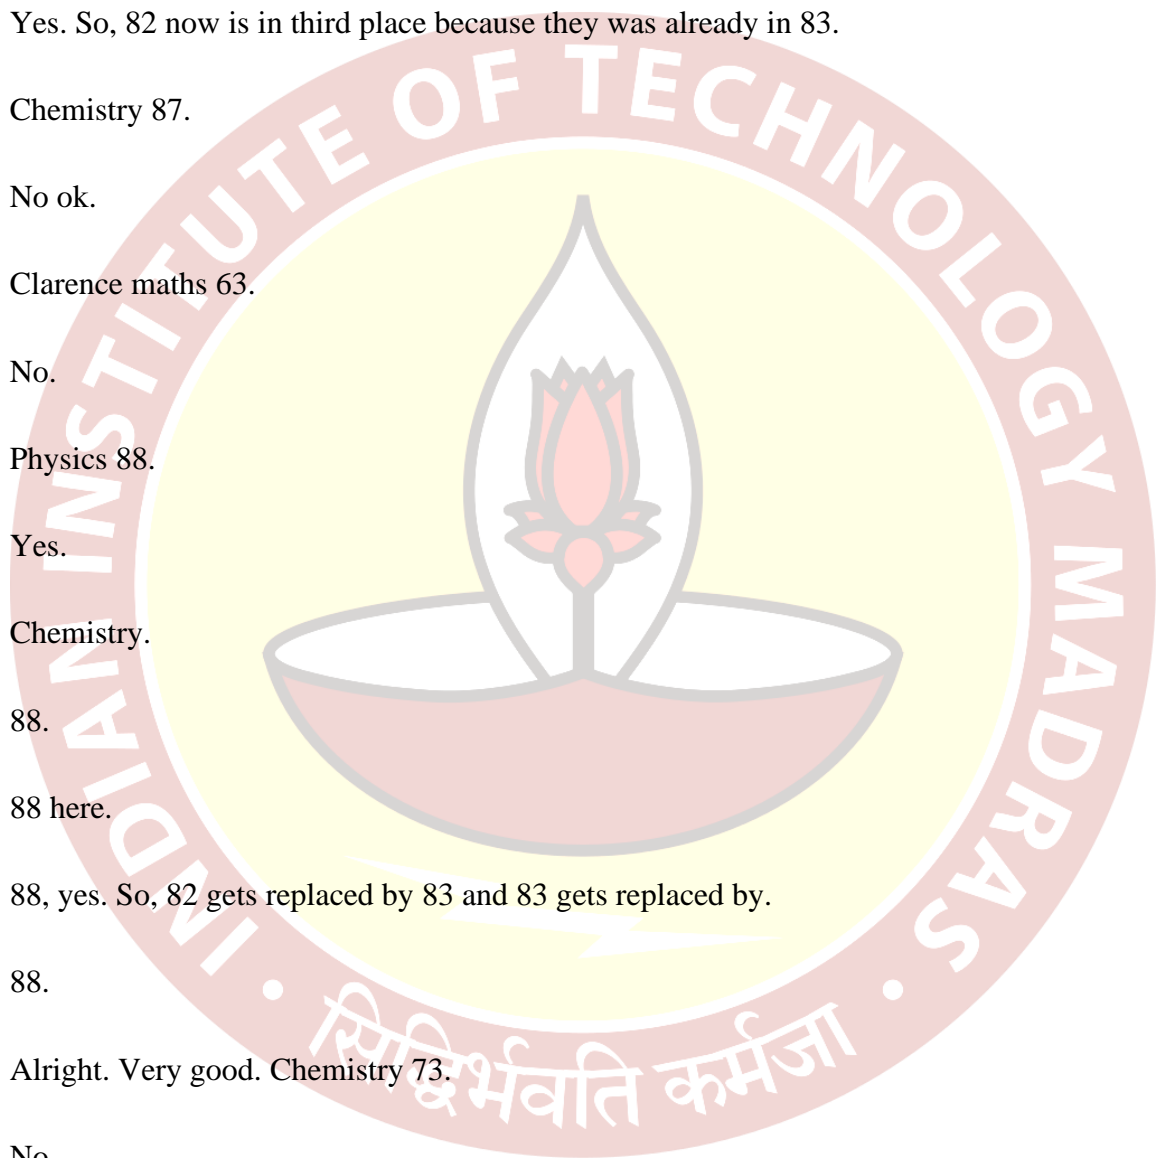 Yes. So, 82 now is in third place because they was already in 83.
Chemistry 87.
No ok.
Clarence maths 63.
No.
Physics 88.
Yes.
Chemistry.
88.
88 here.
88, yes. So, 82 gets replaced by 83 and 83 gets replaced by.
88.
Alright. Very good. Chemistry 73.
No
INDIAN INSTITUTE OF TECHNOLOGY MADRAS
सिद्धिर्भवति कर्मजा